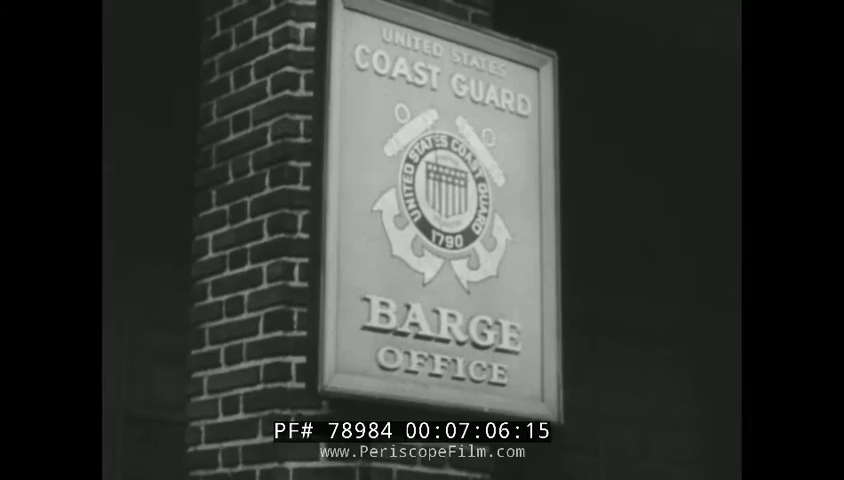 UNITED STATES
COAST GUARD
UNITED STATES COAST GUARD
1790
BARGE
OFFICE
PF# 78984 00:07:06:15
www.PeriscopeFilm.com